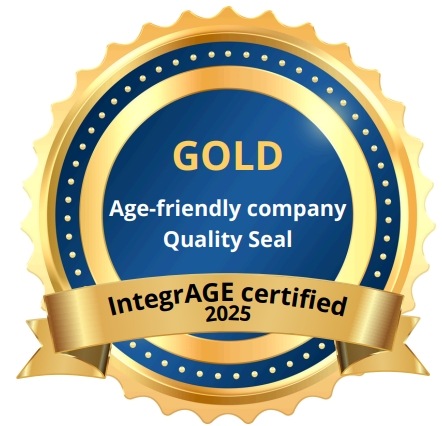 GOLD
Age-friendly company
Quality Seal
IntegrAGE certified
2025